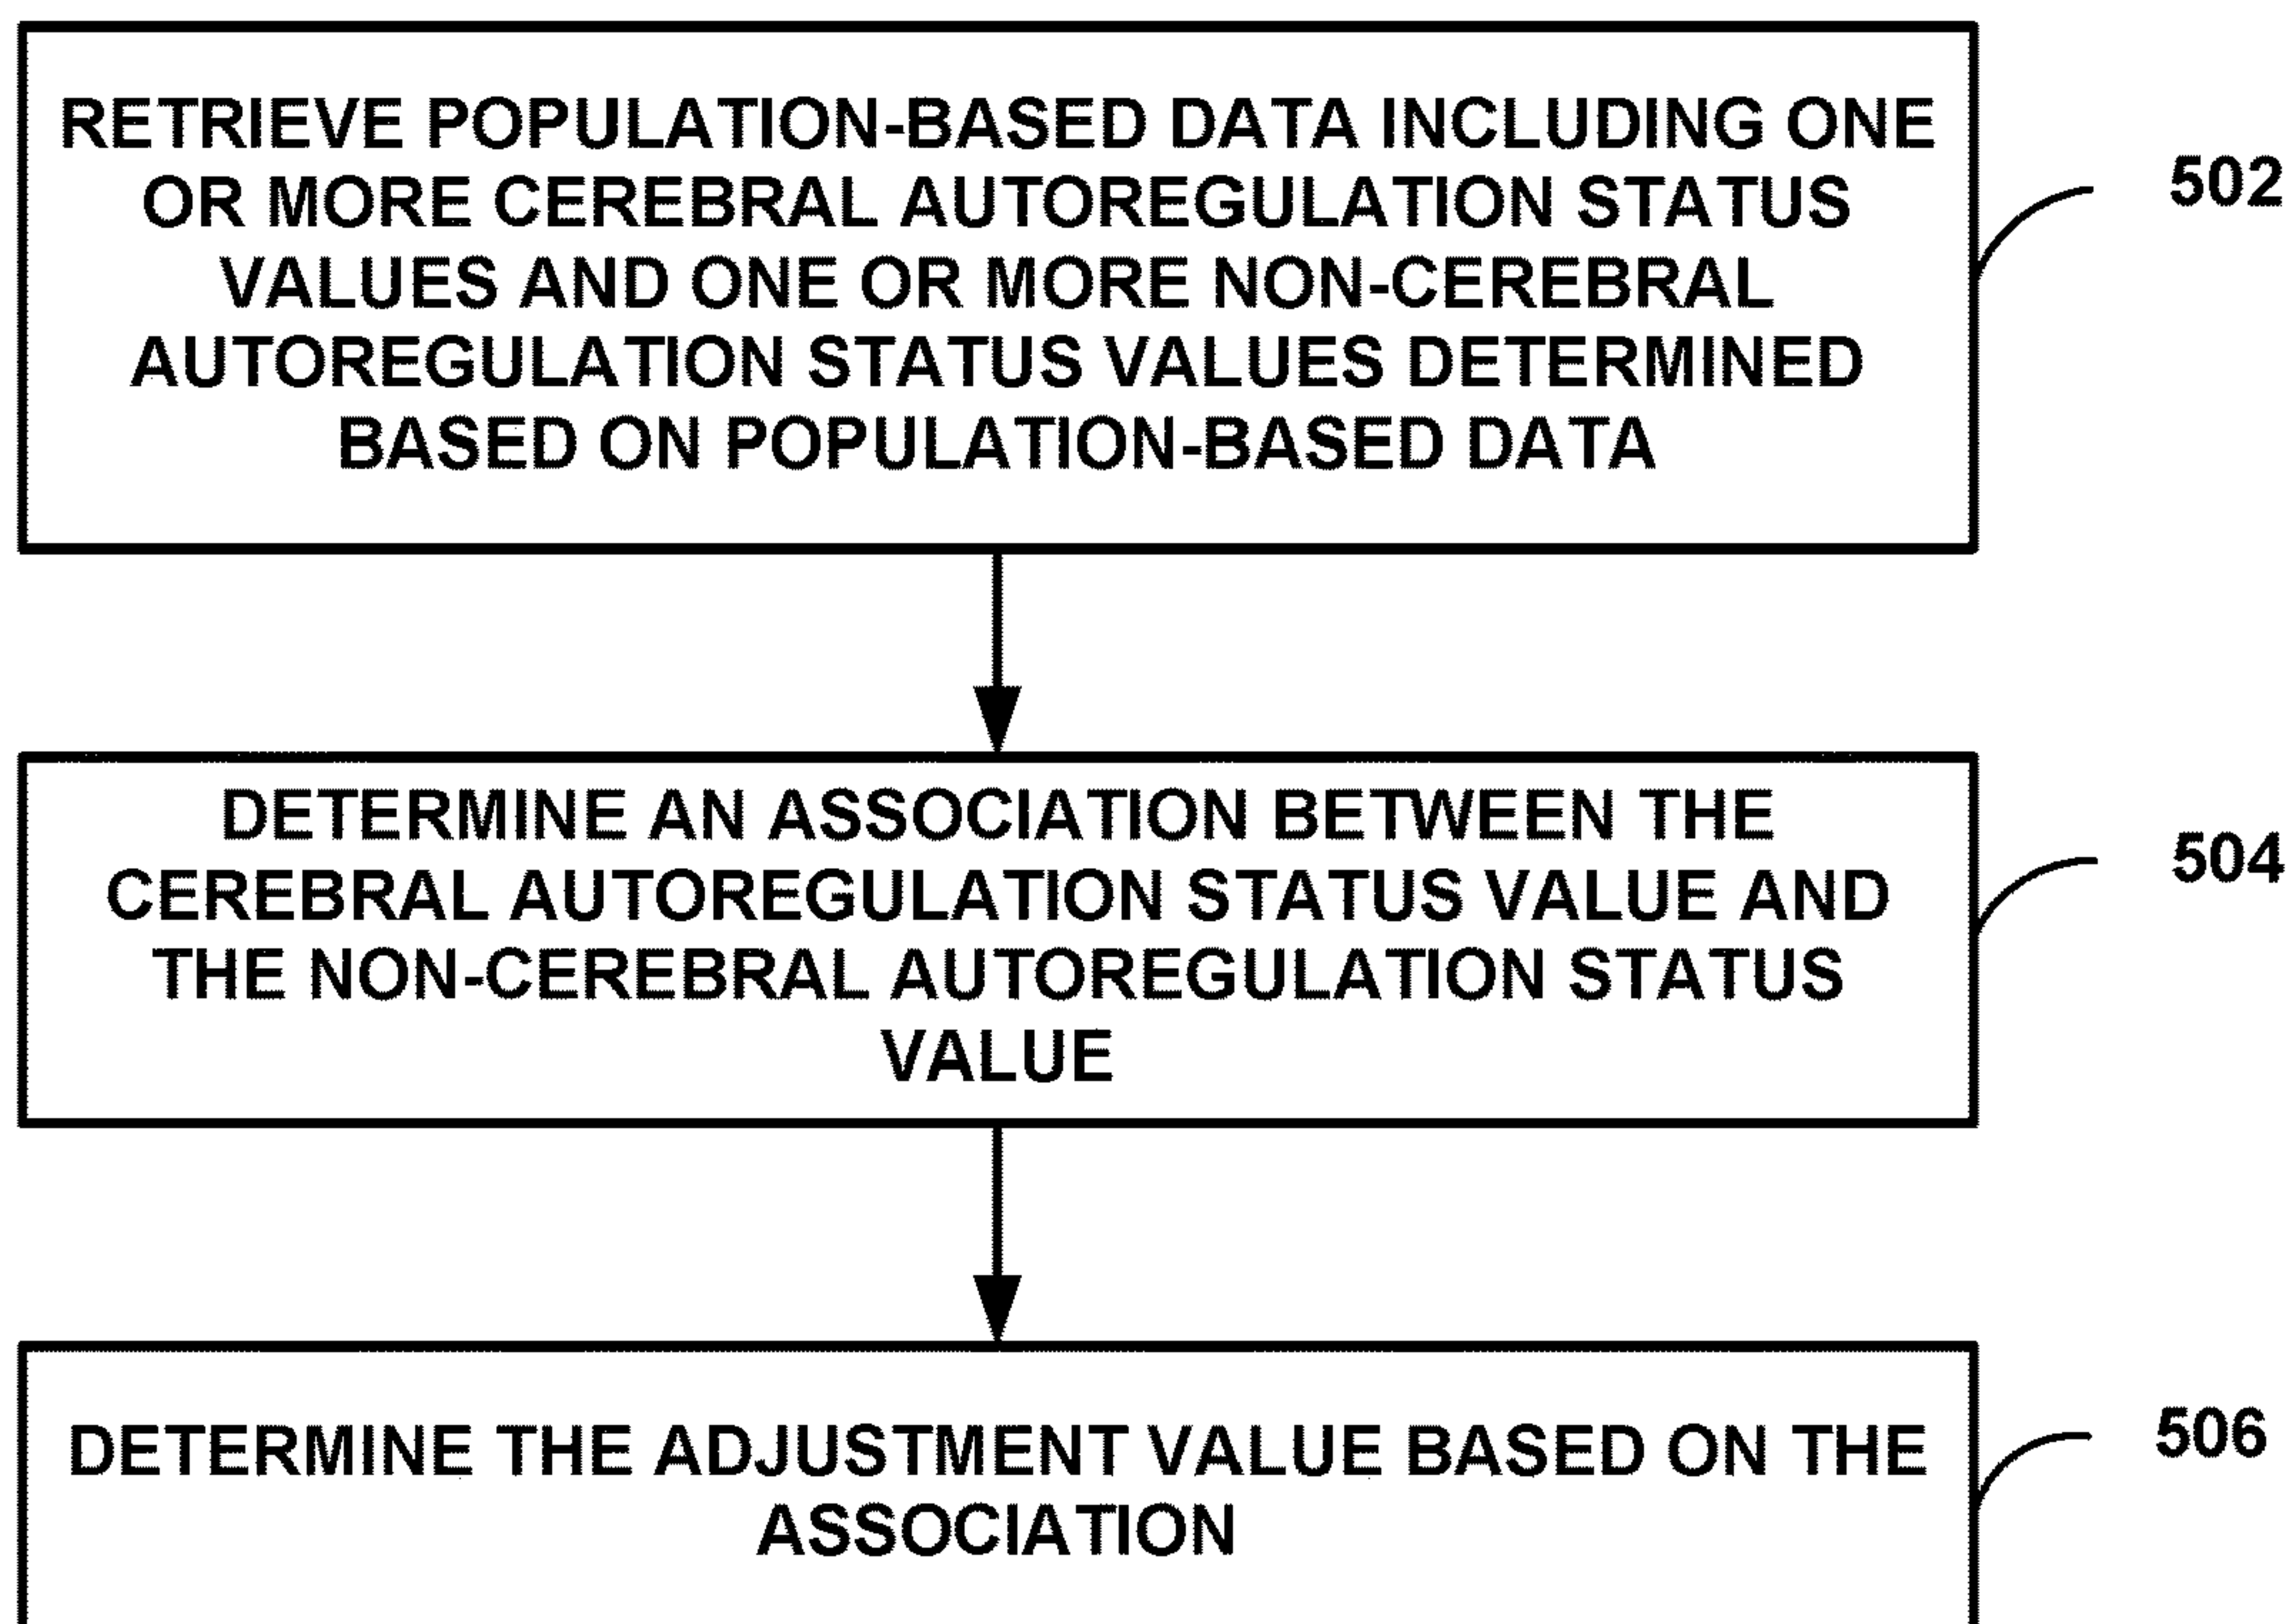 RETRIEVE POPULATION-BASED DATA INCLUDING ONE
OR MORE CEREBRAL AUTOREGULATION STATUS
VALUES AND ONE OR MORE NON-CEREBRAL
AUTOREGULATION STATUS VALUES DETERMINED
BASED ON POPULATION-BASED DATA
502
DETERMINE AN ASSOCIATION BETWEEN THE
CEREBRAL AUTOREGULATION STATUS VALUE AND
THE NON-CEREBRAL AUTOREGULATION STATUS
VALUE
504
DETERMINE THE ADJUSTMENT VALUE BASED ON THE
ASSOCIATION
506